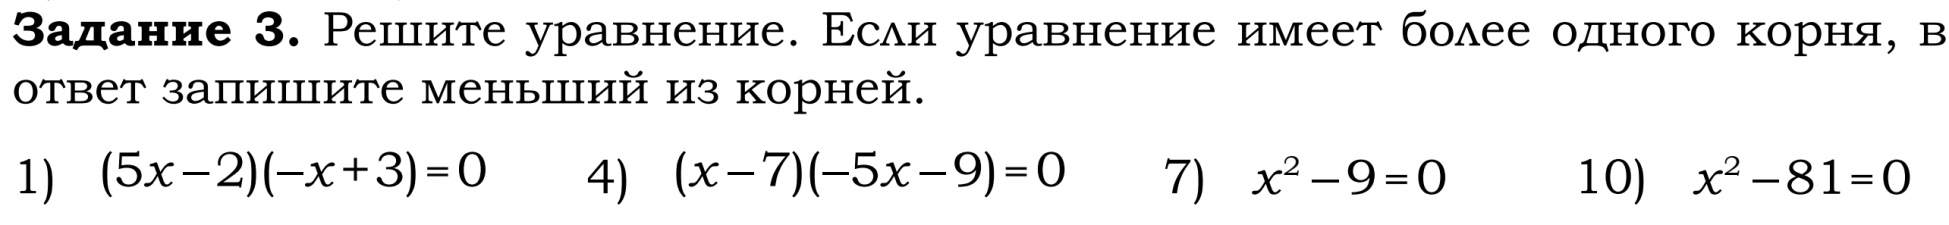 Задание 3. Решите уравнение. Если уравнение имеет более одного корня, в
ответ запишите меньший из корней.
1) (5x−2)(−x+3)=0 4) (x−7)(−5x−9)=0 7) x²−9=0 10) x²−81=0